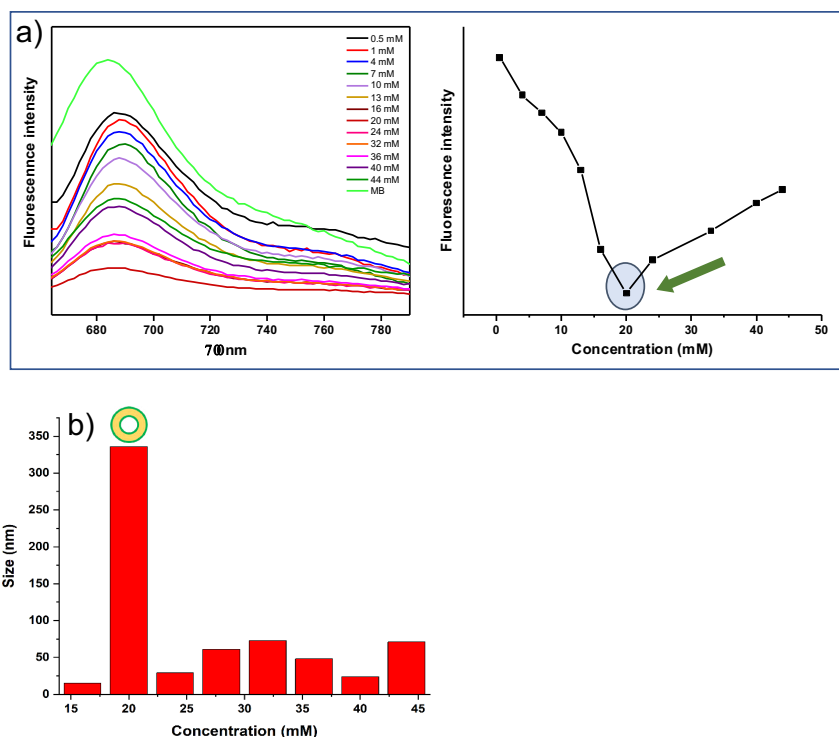 a)
Fluorescennce intensity
0.5 mM
1 mM
4 mM
7 mM
10 mM
13 mM
16 mM
20 mM
24 mM
32 mM
36 mM
40 mM
44 mM
MB
680 700 720 740 760 780
700nm
Fluorescence intensity
0 10 20 30 40 50
Concentration (mM)
b)
Size (nm)
350
300
250
200
150
100
50
0
15 20 25 30 35 40 45
Concentration (mM)